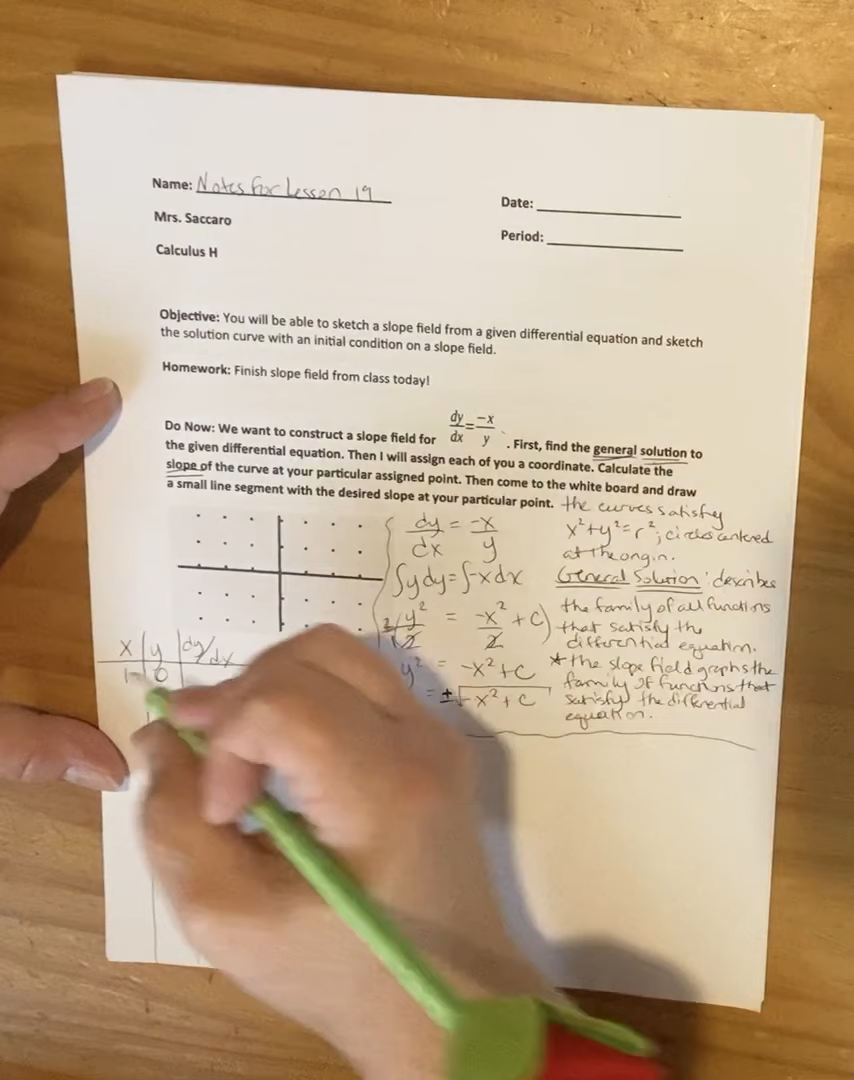 Name: Notes for Lesson 19
Date:
Mrs. Saccaro
Period:
Calculus H
Objective: You will be able to sketch a slope field from a given differential equation and sketch
the solution curve with an initial condition on a slope field.
Homework: Finish slope field from class today!
Do Now: We want to construct a slope field for dy/dx = -x/y . First, find the general solution to
the given differential equation. Then I will assign each of you a coordinate. Calculate the
slope of the curve at your particular assigned point. Then come to the white board and draw
a small line segment with the desired slope at your particular point.
dy/dx = -x/y
∫ydy=∫-xdx
y²/2 = -x²/2 + C
y² = -x²+C
= ±√-x²+C
the curves satisfy
x²+y²=r²; circles centered
at the origin.
General Solution: describes
the family of all functions
that satisfy the
differential equation.
* the slope field graphs the
family of functions that
satisfy the differential
equation.
x y dy/dx